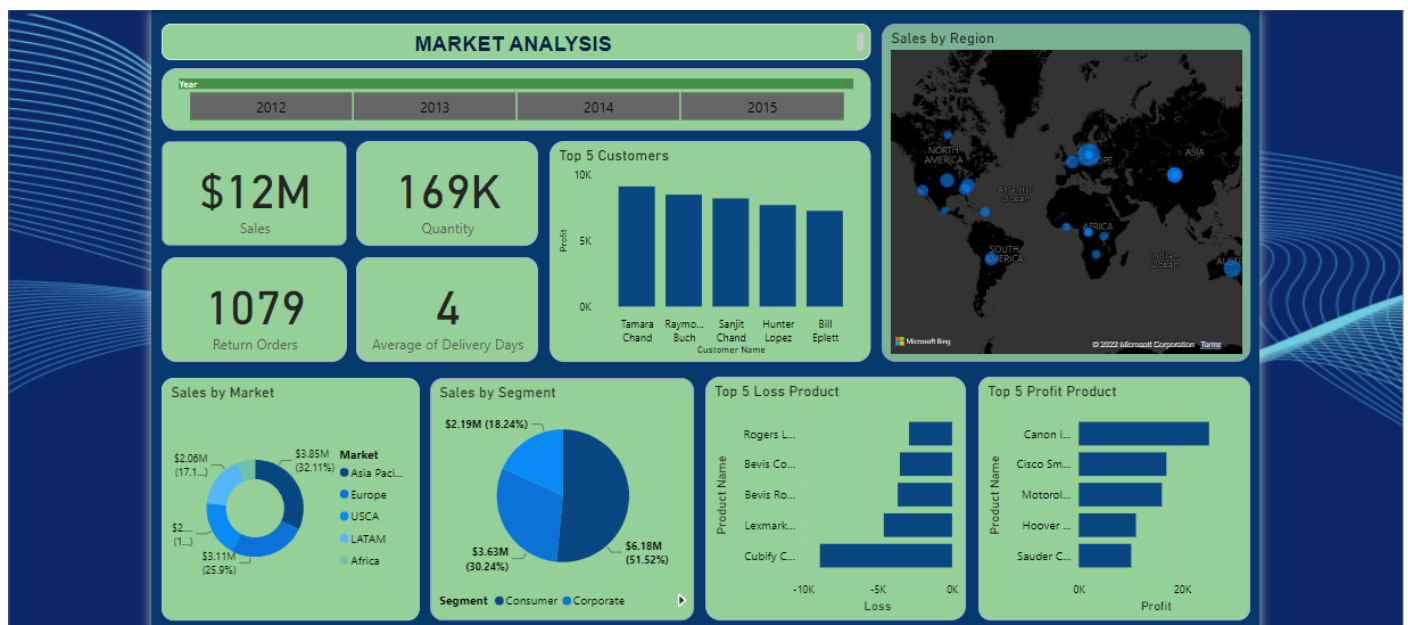 MARKET ANALYSIS
Year
2012 2013 2014 2015
$12M
Sales
169K
Quantity
1079
Return Orders
4
Average of Delivery Days
Top 5 Customers
10K
5K
0K
Profit
Tamara Chand
Raymo... Buch
Sanjit Chand
Hunter Lopez
Bill Eplett
Customer Name
Sales by Region
NORTH AMERICA
EUROPE
ASIA
Atlantic Ocean
AFRICA
SOUTH AMERICA
Indian Ocean
AUST
Microsoft Bing
© 2022 Microsoft Corporation Terms
Sales by Market
$3.85M (32.11%)
$3.11M (25.9%)
$2... (1...)
$2.06M (17.1...)
Market
Asia Paci...
Europe
USCA
LATAM
Africa
Sales by Segment
$2.19M (18.24%)
$3.63M (30.24%)
$6.18M (51.52%)
Segment Consumer Corporate
Top 5 Loss Product
Product Name
Rogers L...
Bevis Co...
Bevis Ro...
Lexmark...
Cubify C...
-10K -5K 0K
Loss
Top 5 Profit Product
Product Name
Canon i...
Cisco Sm...
Motorol...
Hoover ...
Sauder C...
0K 20K
Profit